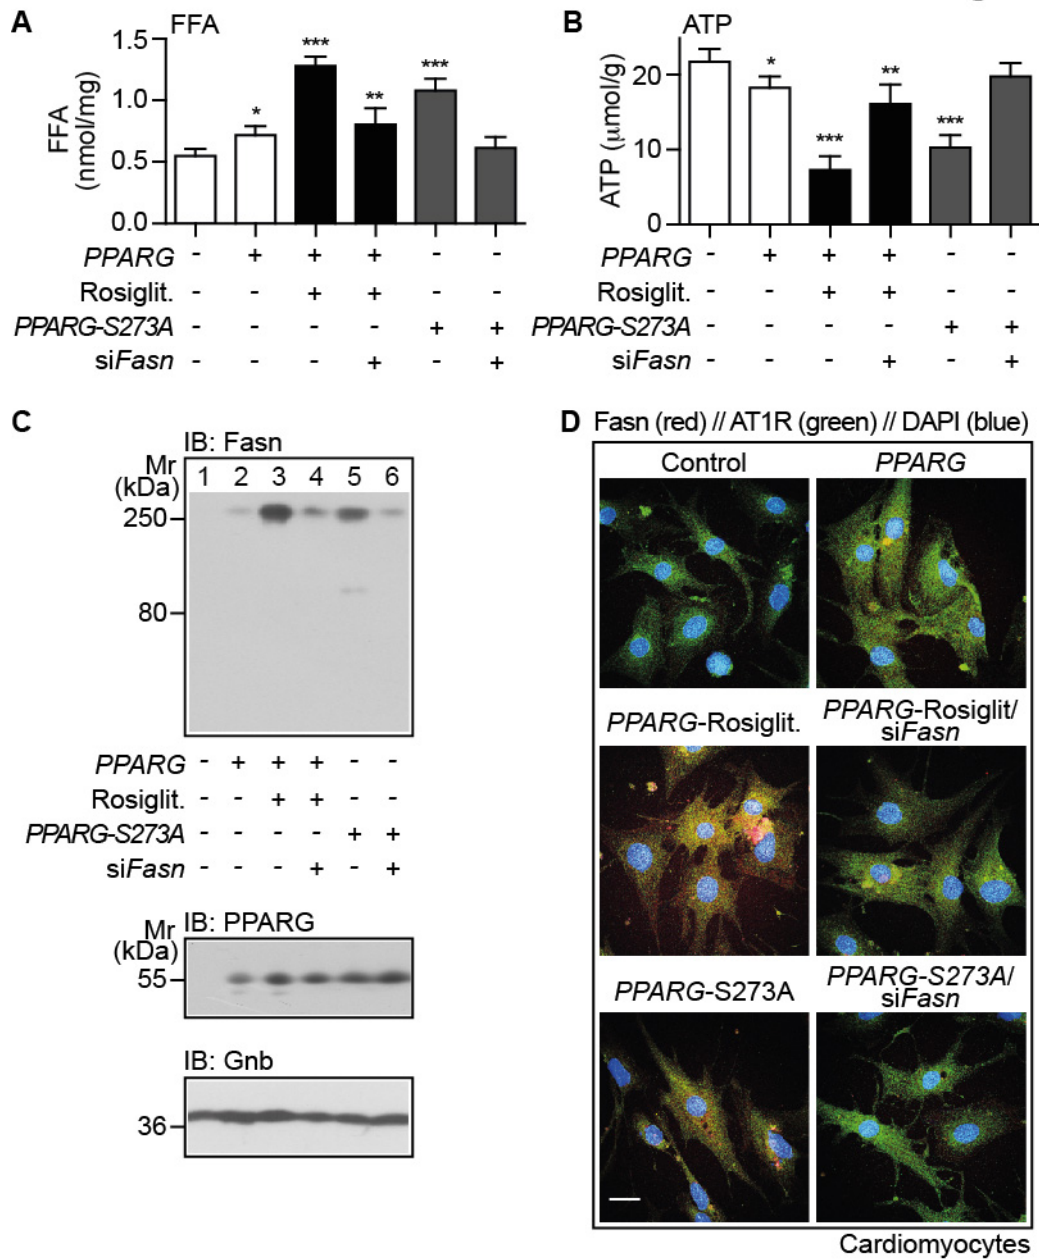 A FFA
1.5
1.0
0.5
0.0
FFA
(nmol/mg)
* *** ** ***
PPARG - + + + - -
Rosiglit. - - + + - -
PPARG-S273A - - - - + +
siFasn - - - + - +
B ATP
20
10
0
ATP (μmol/g)
* *** ** ***
PPARG - + + + - -
Rosiglit. - - + + - -
PPARG-S273A - - - - + +
siFasn - - - + - +
C
IB: Fasn
Mr
(kDa)
1 2 3 4 5 6
250
80
PPARG - + + + - -
Rosiglit. - - + + - -
PPARG-S273A - - - - + +
siFasn - - - + - +
IB: PPARG
Mr
(kDa)
55
IB: Gnb
36
D Fasn (red) // AT1R (green) // DAPI (blue)
Control
PPARG
PPARG-Rosiglit.
PPARG-Rosiglit/
siFasn
PPARG-S273A
PPARG-S273A/
siFasn
Cardiomyocytes